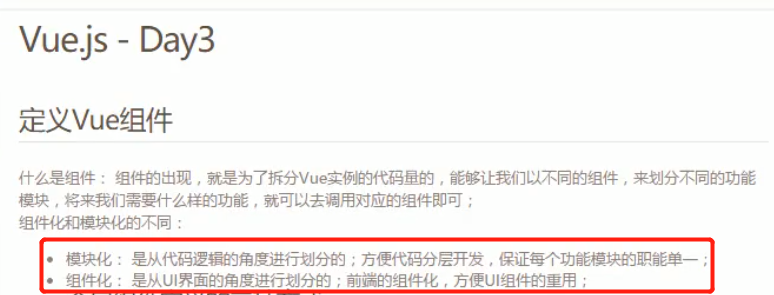 Vue.js - Day3
定义Vue组件
什么是组件： 组件的出现，就是为了拆分Vue实例的代码量的，能够让我们以不同的组件，来划分不同的功能
模块，将来我们需要什么样的功能，就可以去调用对应的组件即可；
组件化和模块化的不同：
模块化： 是从代码逻辑的角度进行划分的；方便代码分层开发，保证每个功能模块的职能单一；
组件化： 是从UI界面的角度进行划分的；前端的组件化，方便UI组件的重用；